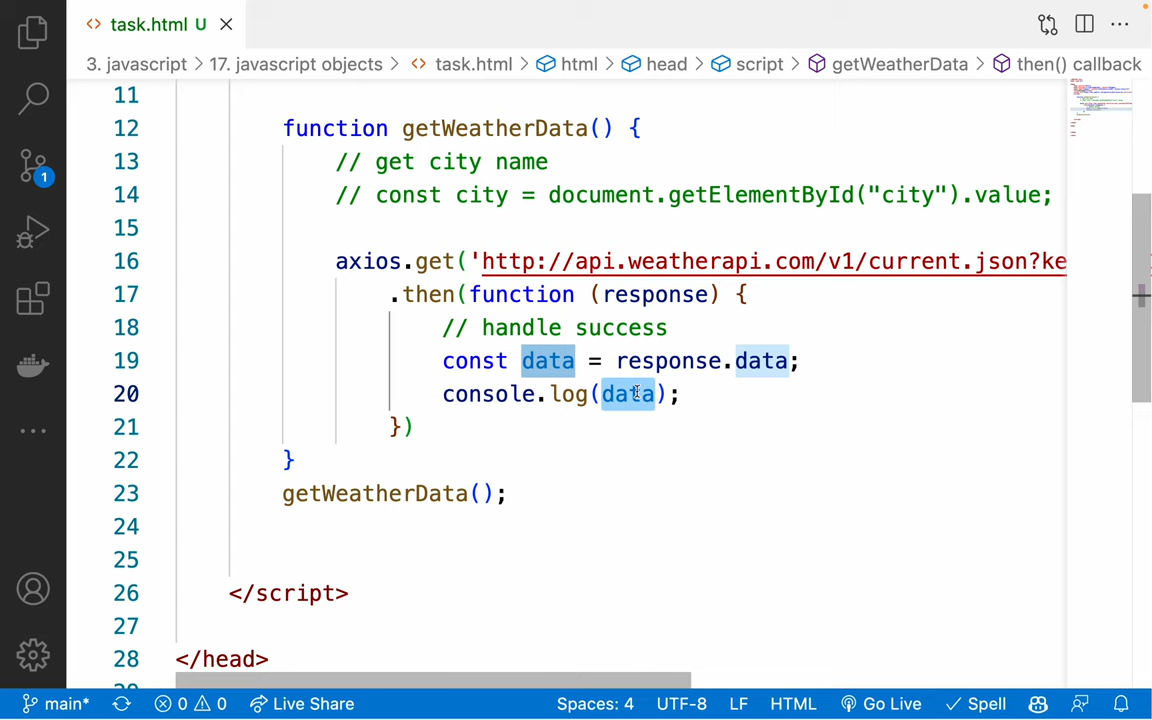 task.html U
3. javascript > 17. javascript objects > task.html > html > head > script > getWeatherData > then() callback
11
12 function getWeatherData() {
13 // get city name
14 // const city = document.getElementById("city").value;
15
16 axios.get('http://api.weatherapi.com/v1/current.json?ke
17 .then(function (response) {
18 // handle success
19 const data = response.data;
20 console.log(data);
21 })
22 }
23 getWeatherData();
24
25
26 </script>
27
28 </head>
1
main* 0 0 Live Share Spaces: 4 UTF-8 LF HTML Go Live Spell